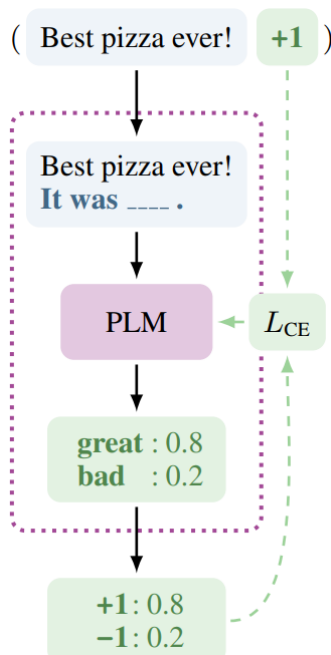 ( Best pizza ever! +1 )
Best pizza ever!
It was ____ .
PLM
L_CE
great : 0.8
bad : 0.2
+1: 0.8
−1: 0.2